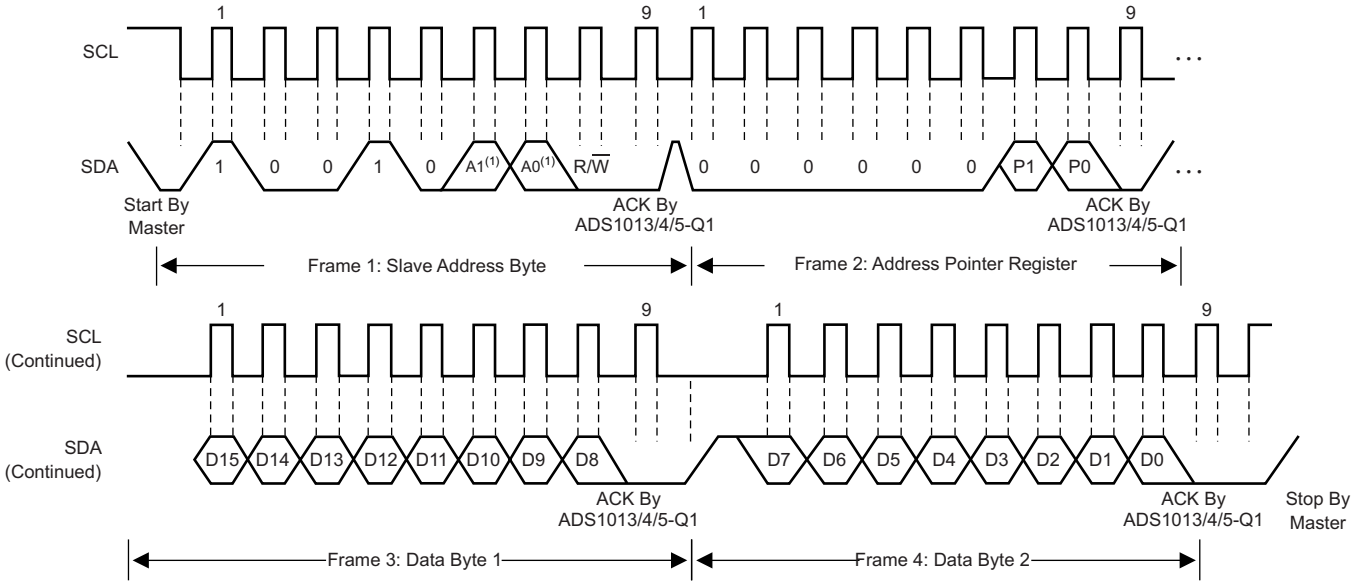 1 9 1 9
SCL
...
SDA
1 0 0 1 0 A1(1) A0(1) R/W̅ 0 0 0 0 0 0 P1 P0
...
Start By
Master
ACK By
ADS1013/4/5-Q1
ACK By
ADS1013/4/5-Q1
Frame 1: Slave Address Byte
Frame 2: Address Pointer Register
1 9 1 9
SCL
(Continued)
SDA
(Continued)
D15 D14 D13 D12 D11 D10 D9 D8 D7 D6 D5 D4 D3 D2 D1 D0
ACK By
ADS1013/4/5-Q1
ACK By
ADS1013/4/5-Q1
Stop By
Master
Frame 3: Data Byte 1
Frame 4: Data Byte 2